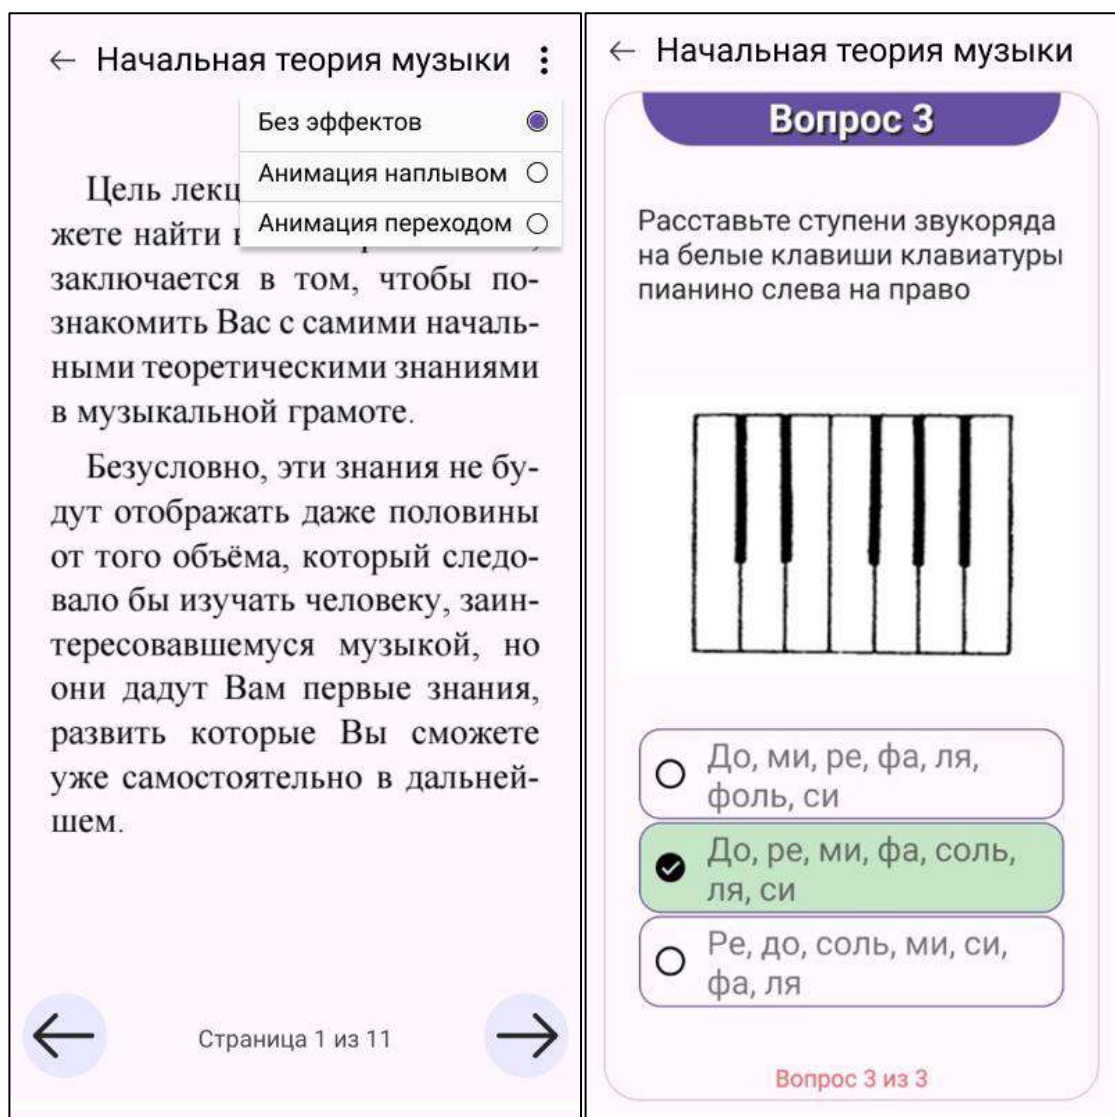 Начальная теория музыки
Без эффектов
Анимация наплывом
Анимация переходом
Цель лекц
жете найти
заключается в том, чтобы по-
знакомить Вас с самими началь-
ными теоретическими знаниями
в музыкальной грамоте.
Безусловно, эти знания не бу-
дут отображать даже половины
от того объёма, который следо-
вало бы изучать человеку, заин-
тересовавшемуся музыкой, но
они дадут Вам первые знания,
развить которые Вы сможете
уже самостоятельно в дальней-
шем.
Страница 1 из 11
Начальная теория музыки
Вопрос 3
Расставьте ступени звукоряда
на белые клавиши клавиатуры
пианино слева на право
До, ми, ре, фа, ля,
фоль, си
До, ре, ми, фа, соль,
ля, си
Ре, до, соль, ми, си,
фа, ля
Вопрос 3 из 3